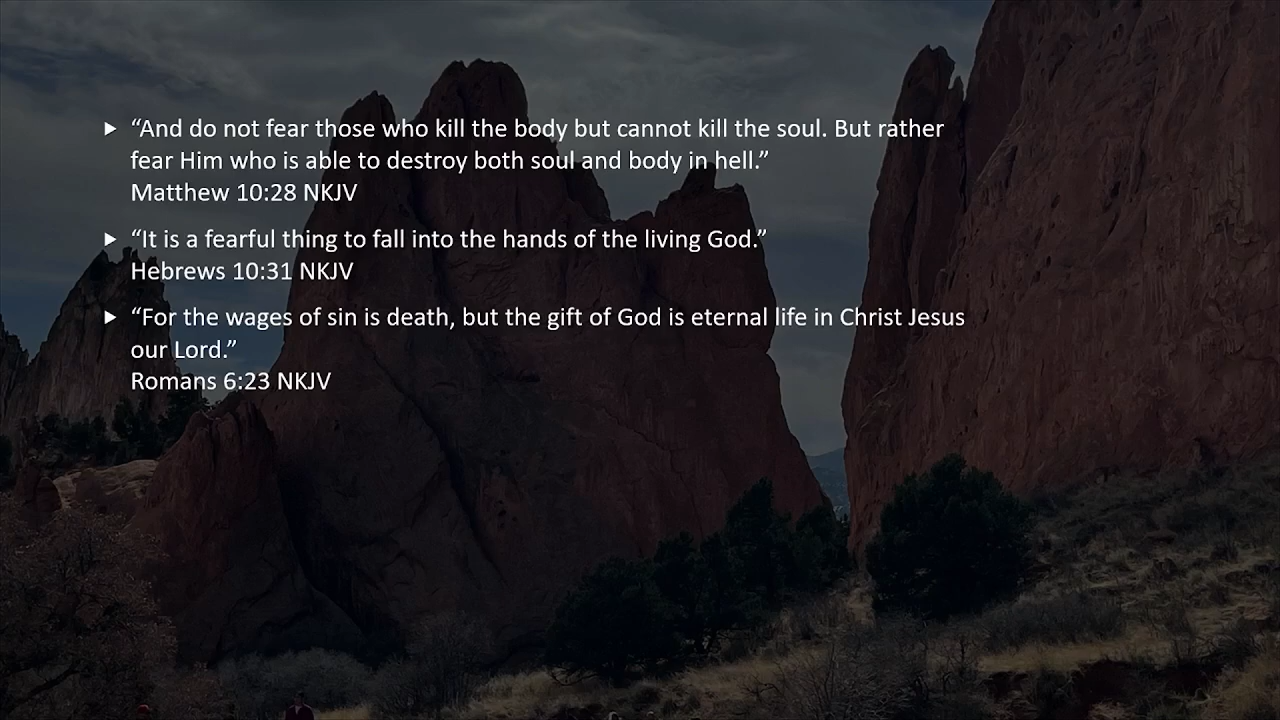 “And do not fear those who kill the body but cannot kill the soul. But rather
fear Him who is able to destroy both soul and body in hell.”
Matthew 10:28 NKJV
“It is a fearful thing to fall into the hands of the living God.”
Hebrews 10:31 NKJV
“For the wages of sin is death, but the gift of God is eternal life in Christ Jesus
our Lord.”
Romans 6:23 NKJV